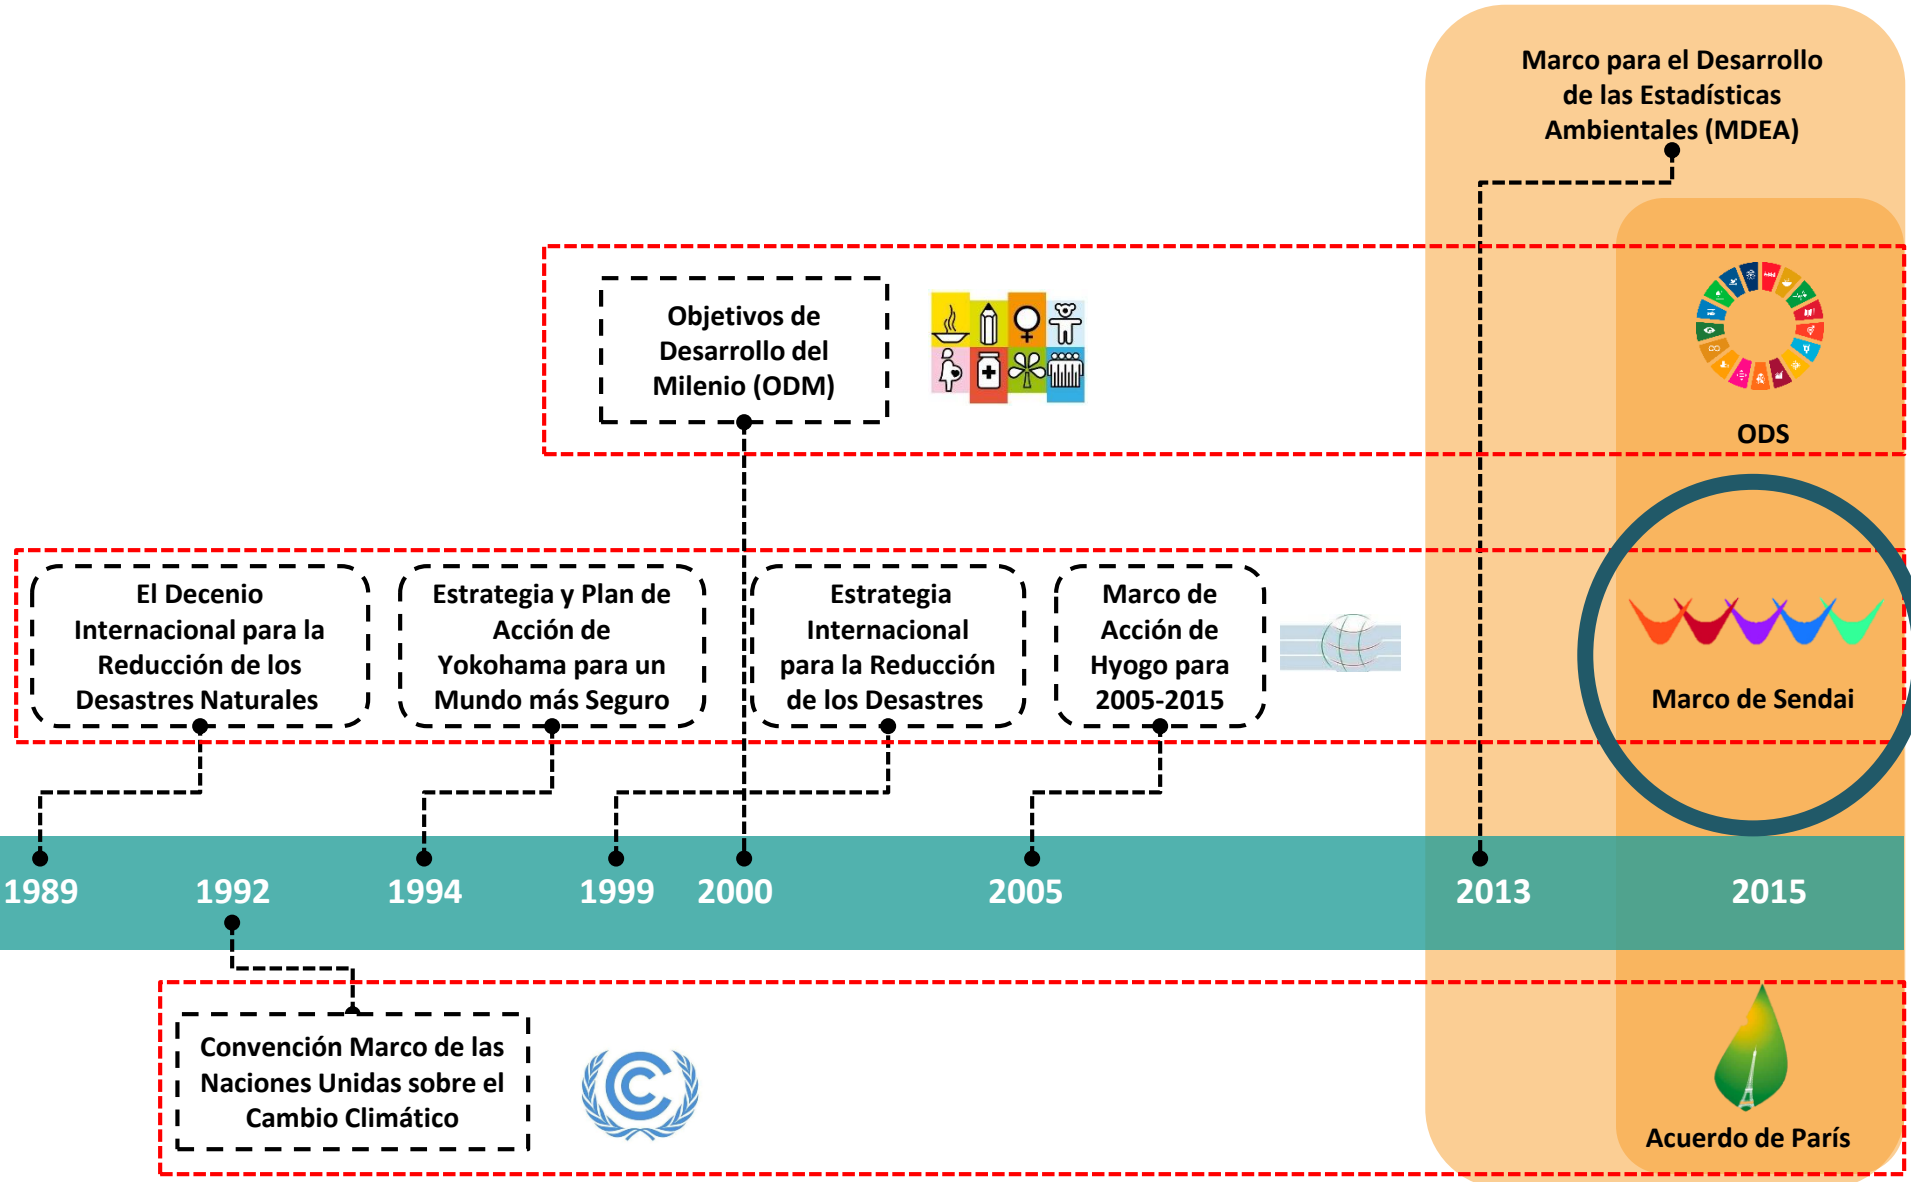 Marco para el Desarrollo
de las Estadísticas
Ambientales (MDEA)
Objetivos de
Desarrollo del
Milenio (ODM)
ODS
El Decenio
Internacional para la
Reducción de los
Desastres Naturales
Estrategia y Plan de
Acción de
Yokohama para un
Mundo más Seguro
Estrategia
Internacional
para la Reducción
de los Desastres
Marco de
Acción de
Hyogo para
2005-2015
Marco de Sendai
1989
1992
1994
1999
2000
2005
2013
2015
Convención Marco de las
Naciones Unidas sobre el
Cambio Climático
Acuerdo de París